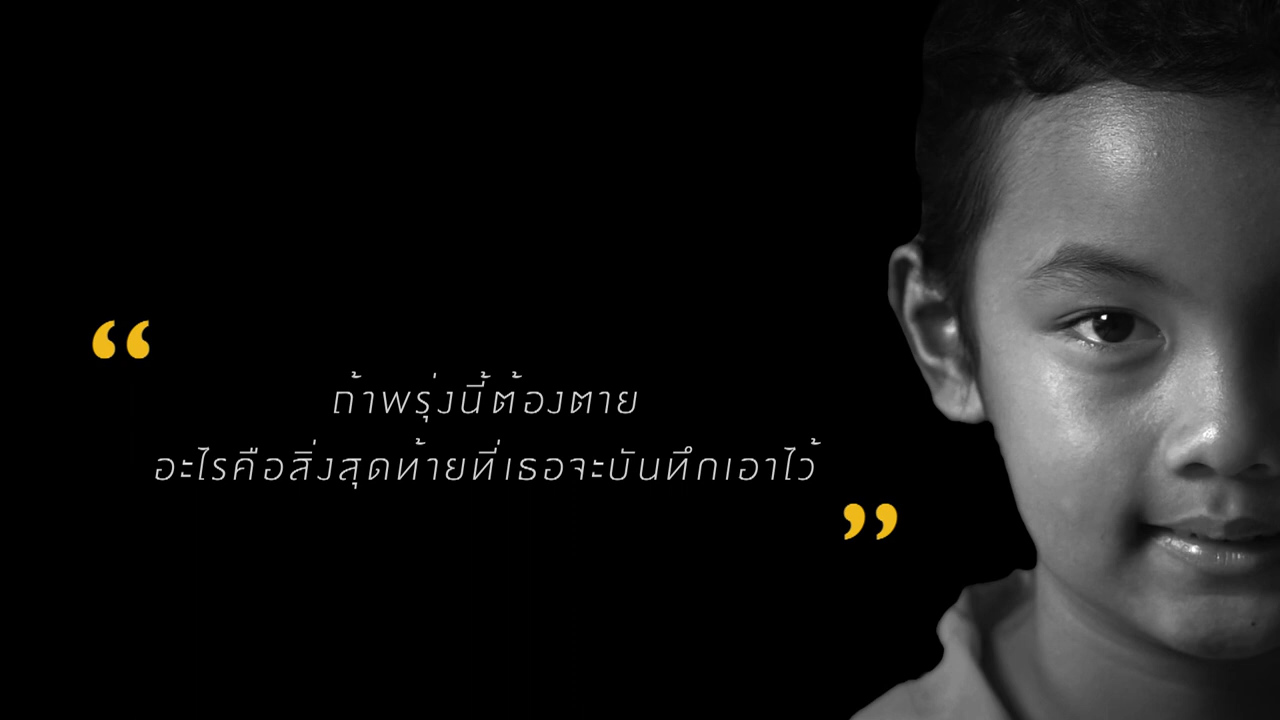 “
ถ้าพรุ่งนี้ต้องตาย
อะไรคือสิ่งสุดท้ายที่เธอจะบันทึกเอาไว้
”